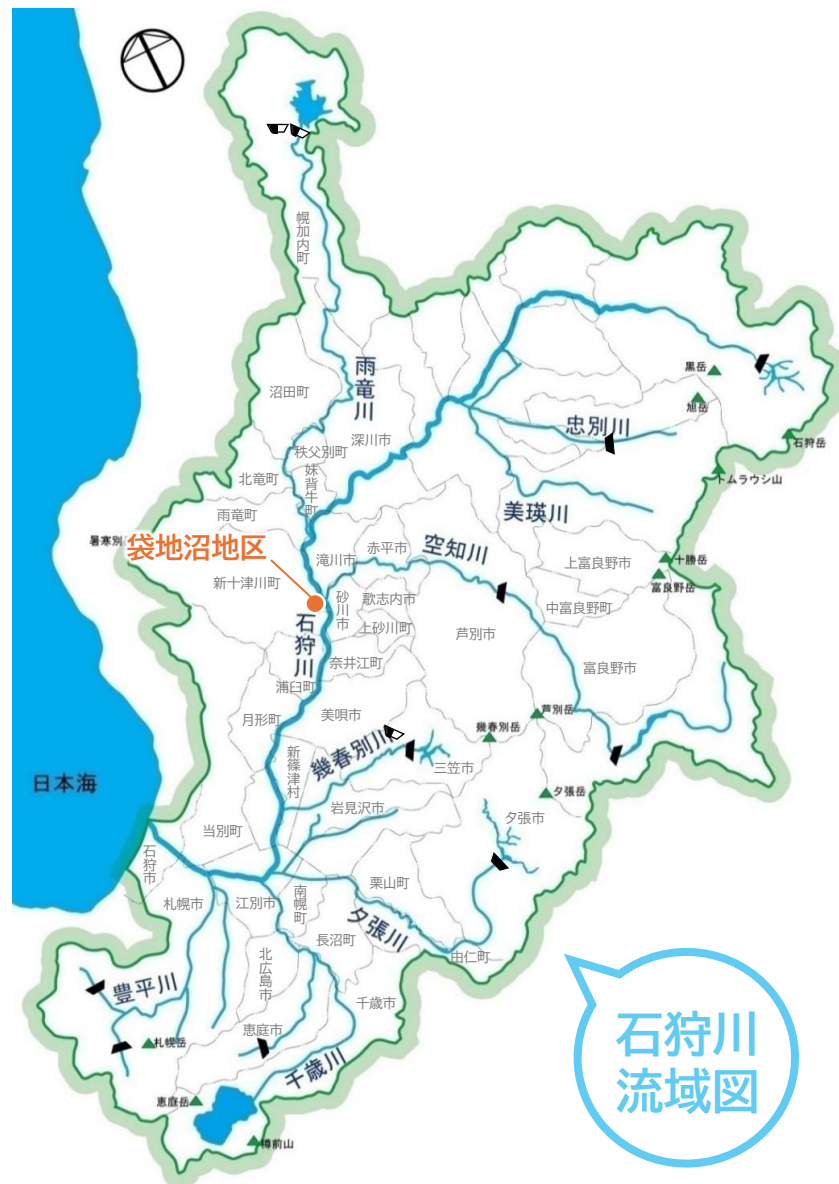 幌加内町
雨竜川
沼田町
秩父別町
深川市
妹背牛町
北竜町
雨竜町
暑寒別
袋地沼地区
新十津川町
滝川市
赤平市
空知川
砂川市
歌志内市
上砂川町
石狩川
奈井江町
浦臼町
芦別市
黒岳
旭岳
忠別川
石狩岳
トムラウシ山
美瑛川
上富良野市
十勝岳
富良野岳
中富良野町
富良野市
芦別岳
幾春別岳
月形町
美唄市
新篠津村
幾春別川
三笠市
夕張岳
夕張市
日本海
岩見沢市
当別町
石狩市
札幌市
江別市
南幌町
栗山町
夕張川
長沼町
由仁町
北広島市
豊平川
千歳市
恵庭市
札幌岳
千歳川
恵庭岳
樽前山
石狩川
流域図